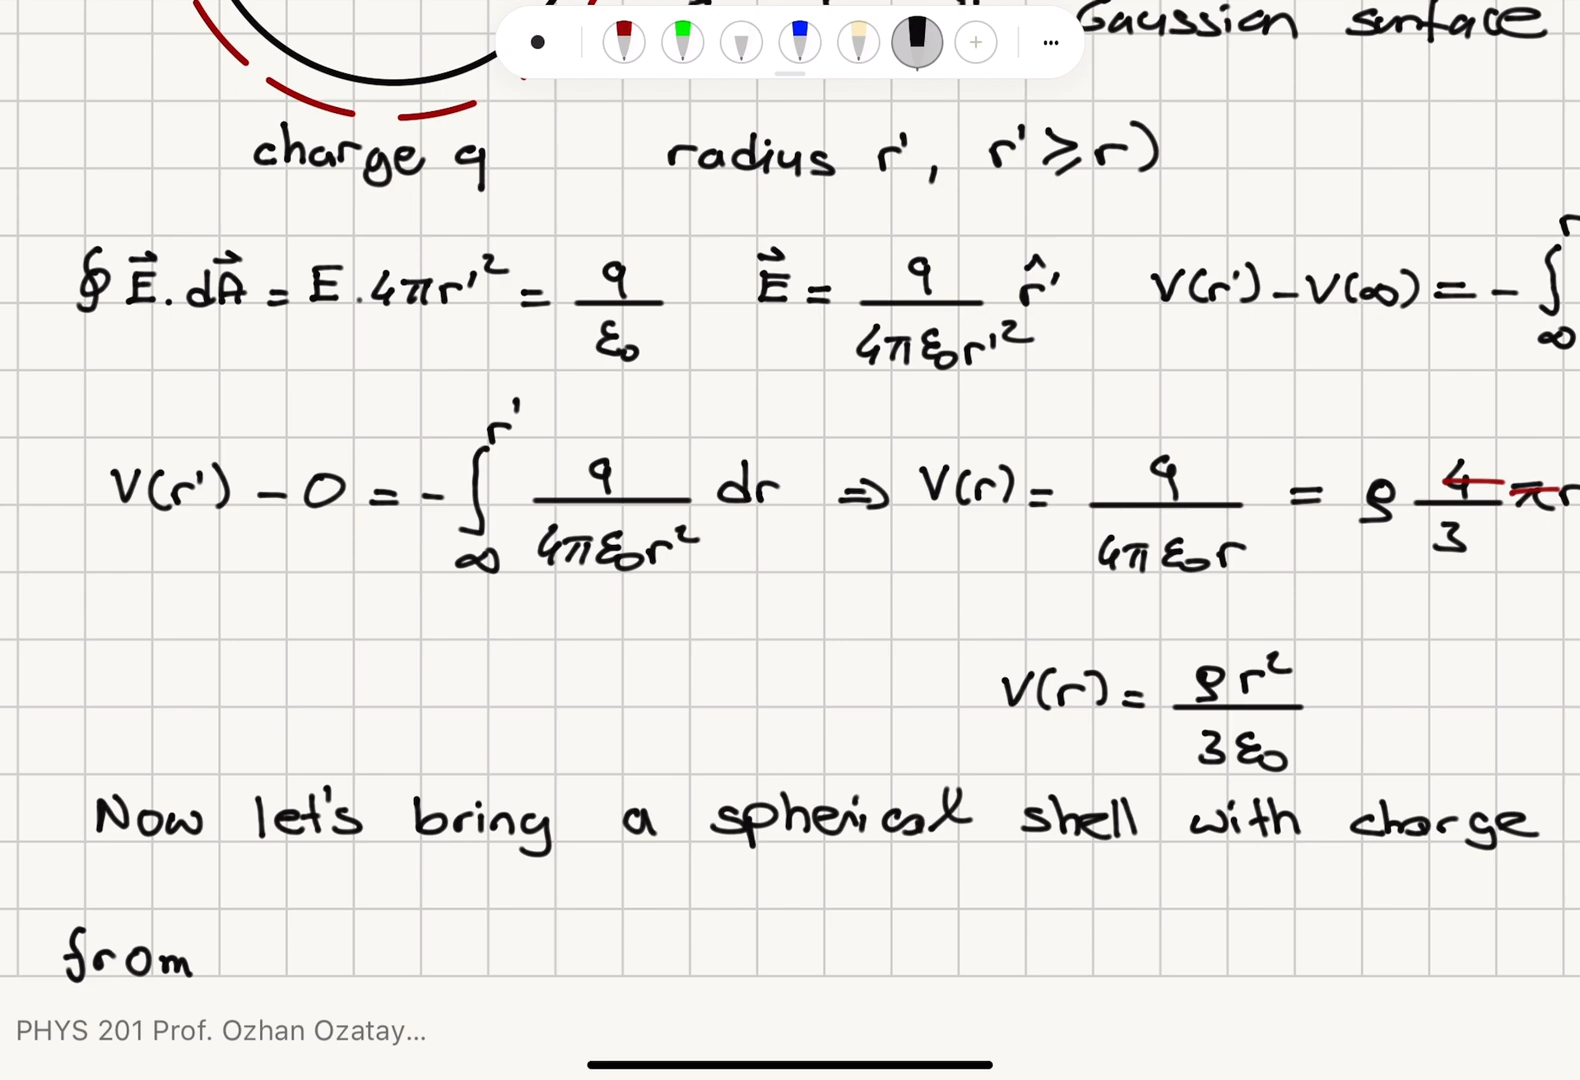 Gaussian surface
charge q radius r', r' ≥ r)
∮ E⃗ . dA⃗ = E . 4πr'² = q/ε₀ E⃗ = q/(4πε₀r'²) r̂' V(r') - V(∞) = - ∫_∞^r
V(r') - 0 = - ∫_∞^r' q/(4πε₀r²) dr ⇒ V(r) = q/(4πε₀r) = ρ 4/3 πr
V(r) = ρr²/3ε₀
Now let's bring a spherical shell with charge
from
PHYS 201 Prof. Ozhan Ozatay...